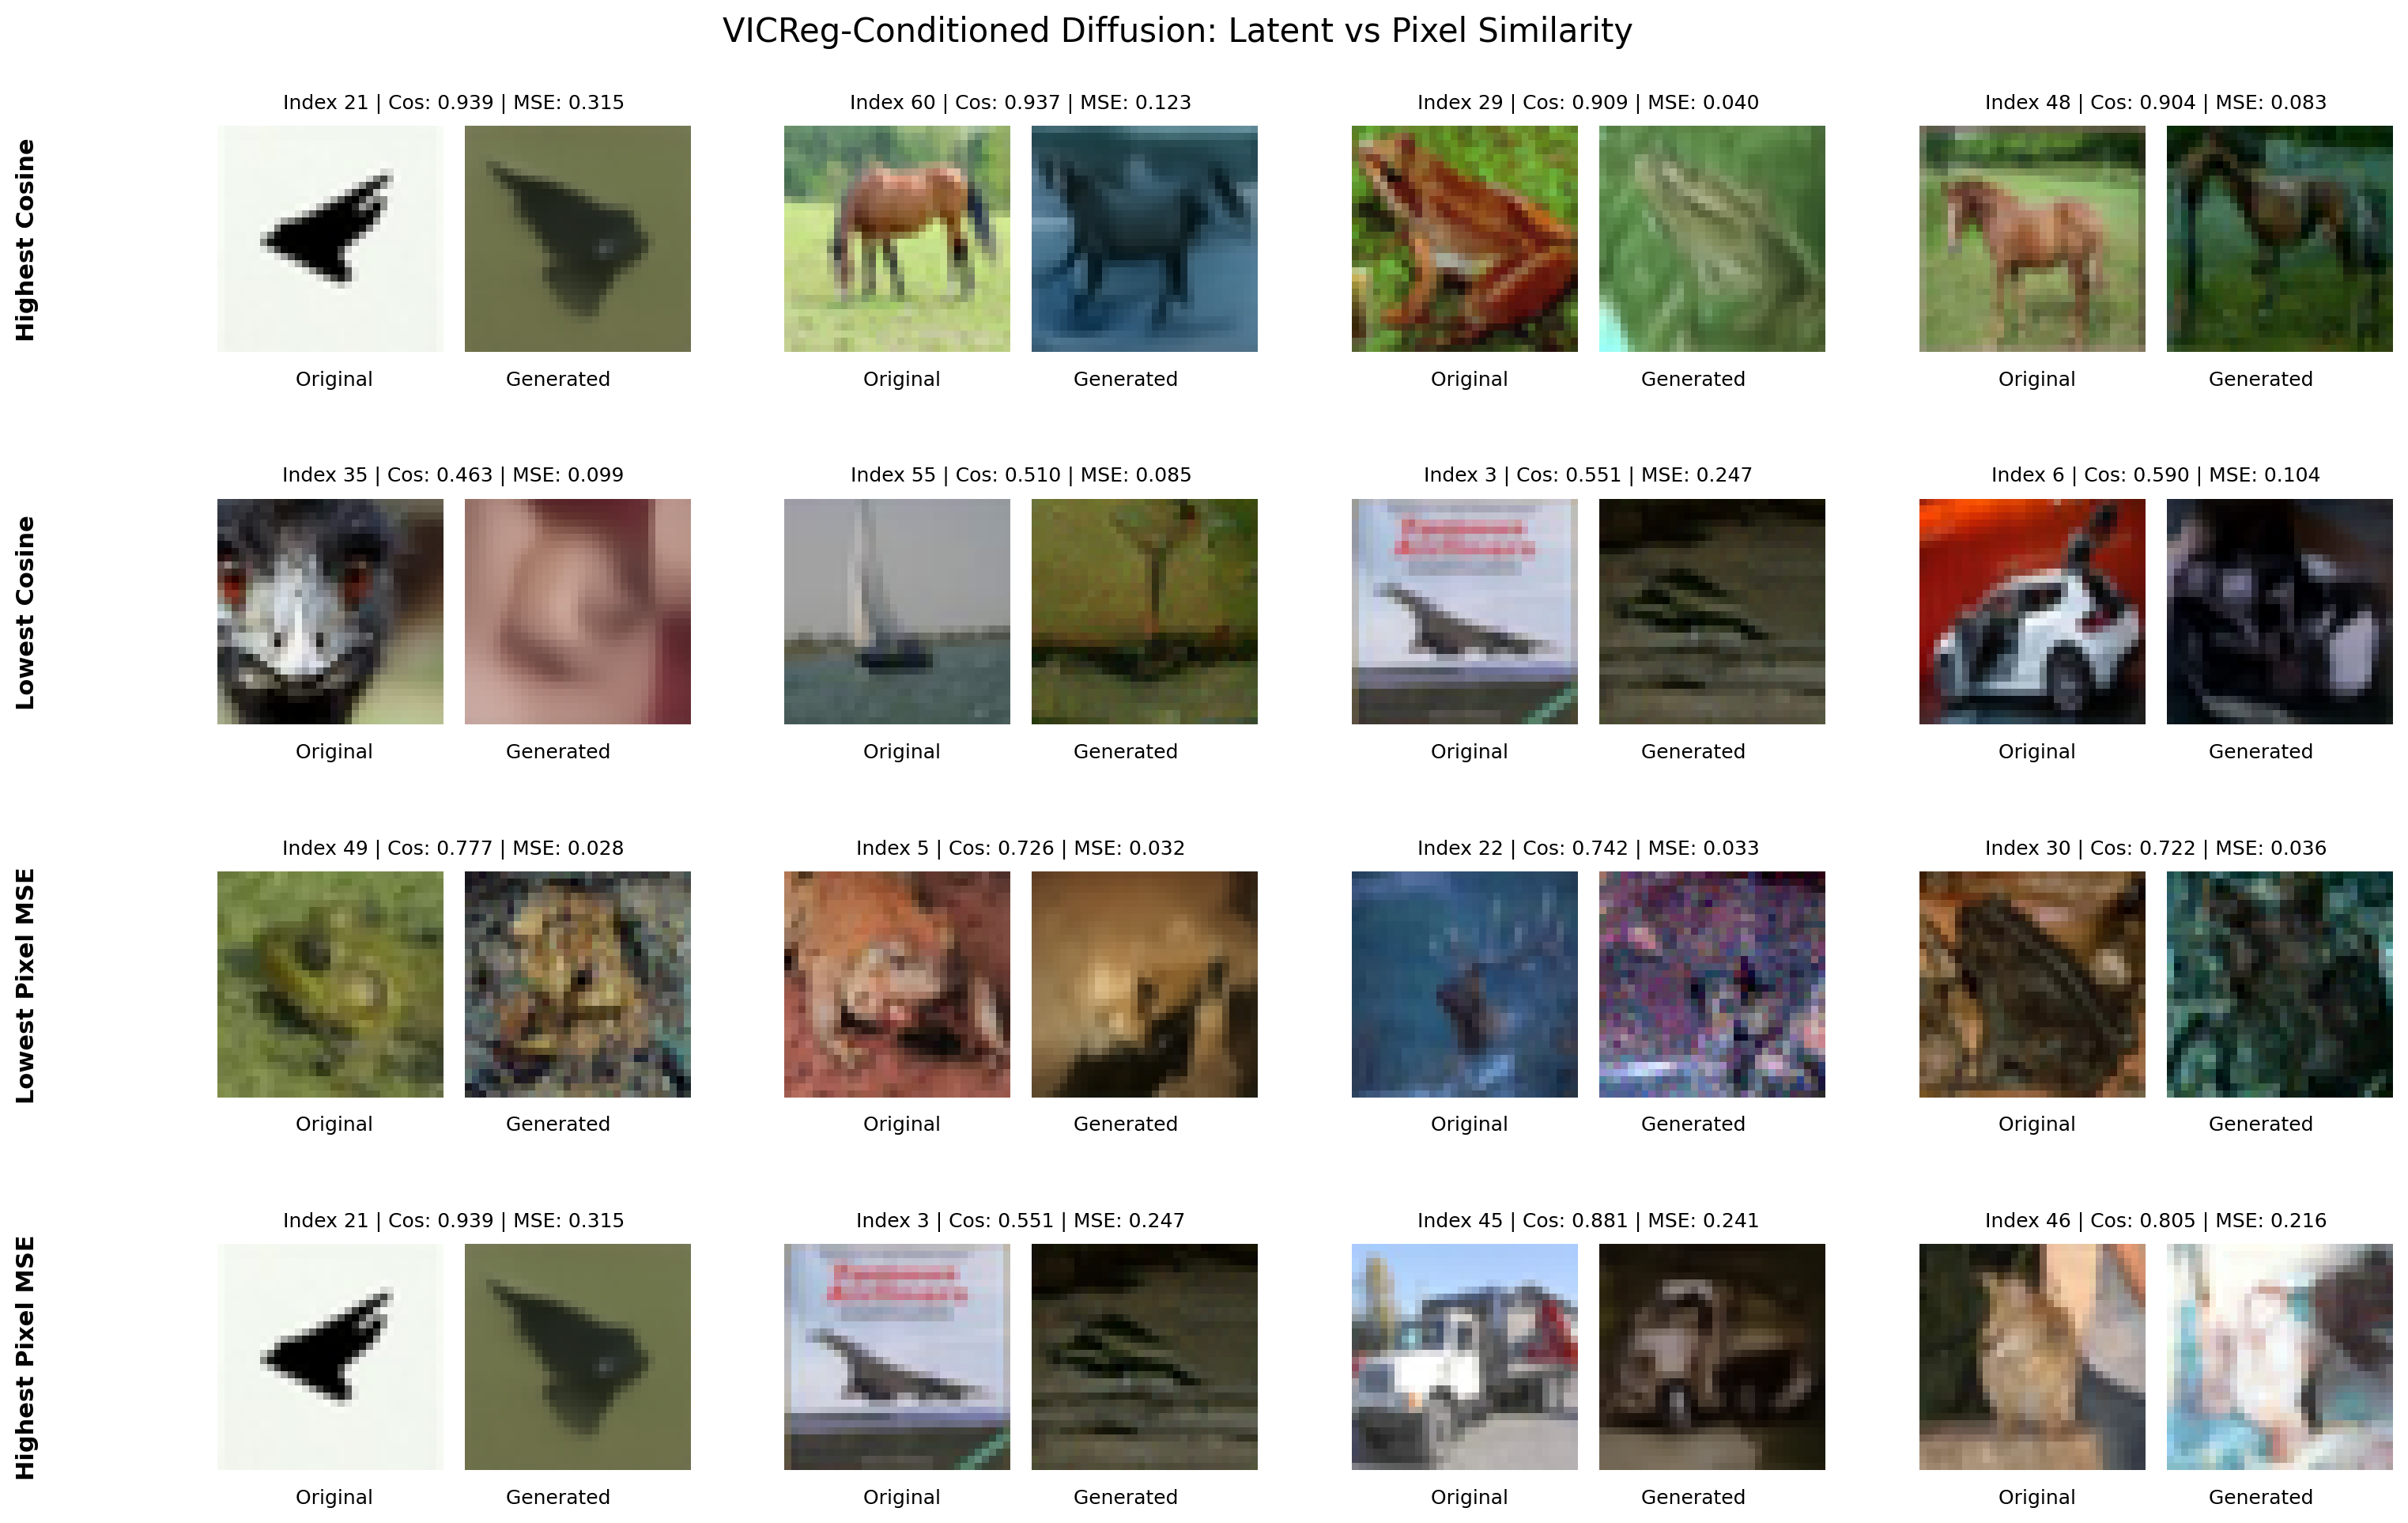 VICReg-Conditioned Diffusion: Latent vs Pixel Similarity
Highest Cosine
Index 21 | Cos: 0.939 | MSE: 0.315
Index 60 | Cos: 0.937 | MSE: 0.123
Index 29 | Cos: 0.909 | MSE: 0.040
Index 48 | Cos: 0.904 | MSE: 0.083
Original
Generated
Original
Generated
Original
Generated
Original
Generated
Lowest Cosine
Index 35 | Cos: 0.463 | MSE: 0.099
Index 55 | Cos: 0.510 | MSE: 0.085
Index 3 | Cos: 0.551 | MSE: 0.247
Index 6 | Cos: 0.590 | MSE: 0.104
Original
Generated
Original
Generated
Original
Generated
Original
Generated
Lowest Pixel MSE
Index 49 | Cos: 0.777 | MSE: 0.028
Index 5 | Cos: 0.726 | MSE: 0.032
Index 22 | Cos: 0.742 | MSE: 0.033
Index 30 | Cos: 0.722 | MSE: 0.036
Original
Generated
Original
Generated
Original
Generated
Original
Generated
Highest Pixel MSE
Index 21 | Cos: 0.939 | MSE: 0.315
Index 3 | Cos: 0.551 | MSE: 0.247
Index 45 | Cos: 0.881 | MSE: 0.241
Index 46 | Cos: 0.805 | MSE: 0.216
Original
Generated
Original
Generated
Original
Generated
Original
Generated